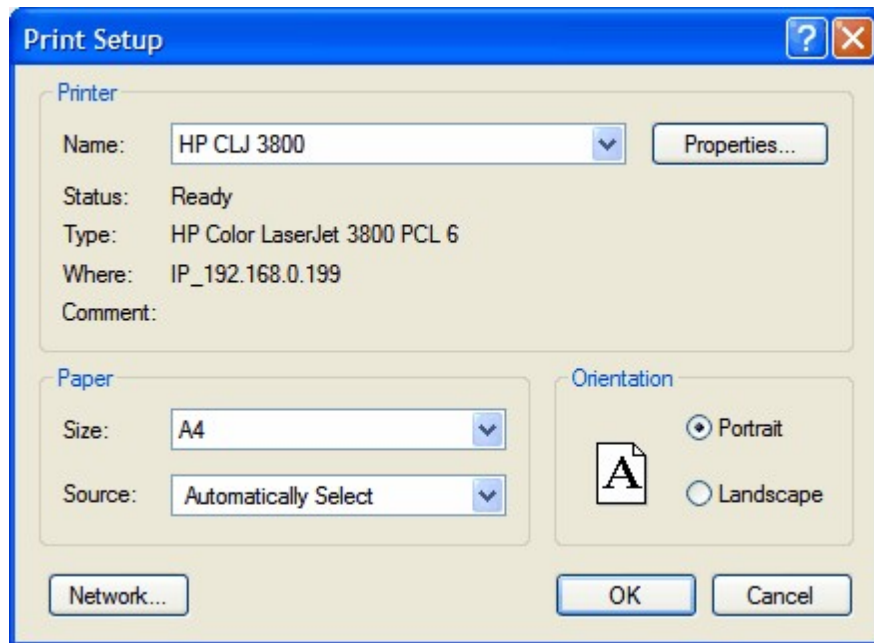 Print Setup
Printer
Name: HP CLJ 3800 Properties...
Status: Ready
Type: HP Color LaserJet 3800 PCL 6
Where: IP_192.168.0.199
Comment:
Paper
Size: A4
Source: Automatically Select
Orientation
A
Portrait
Landscape
Network... OK Cancel